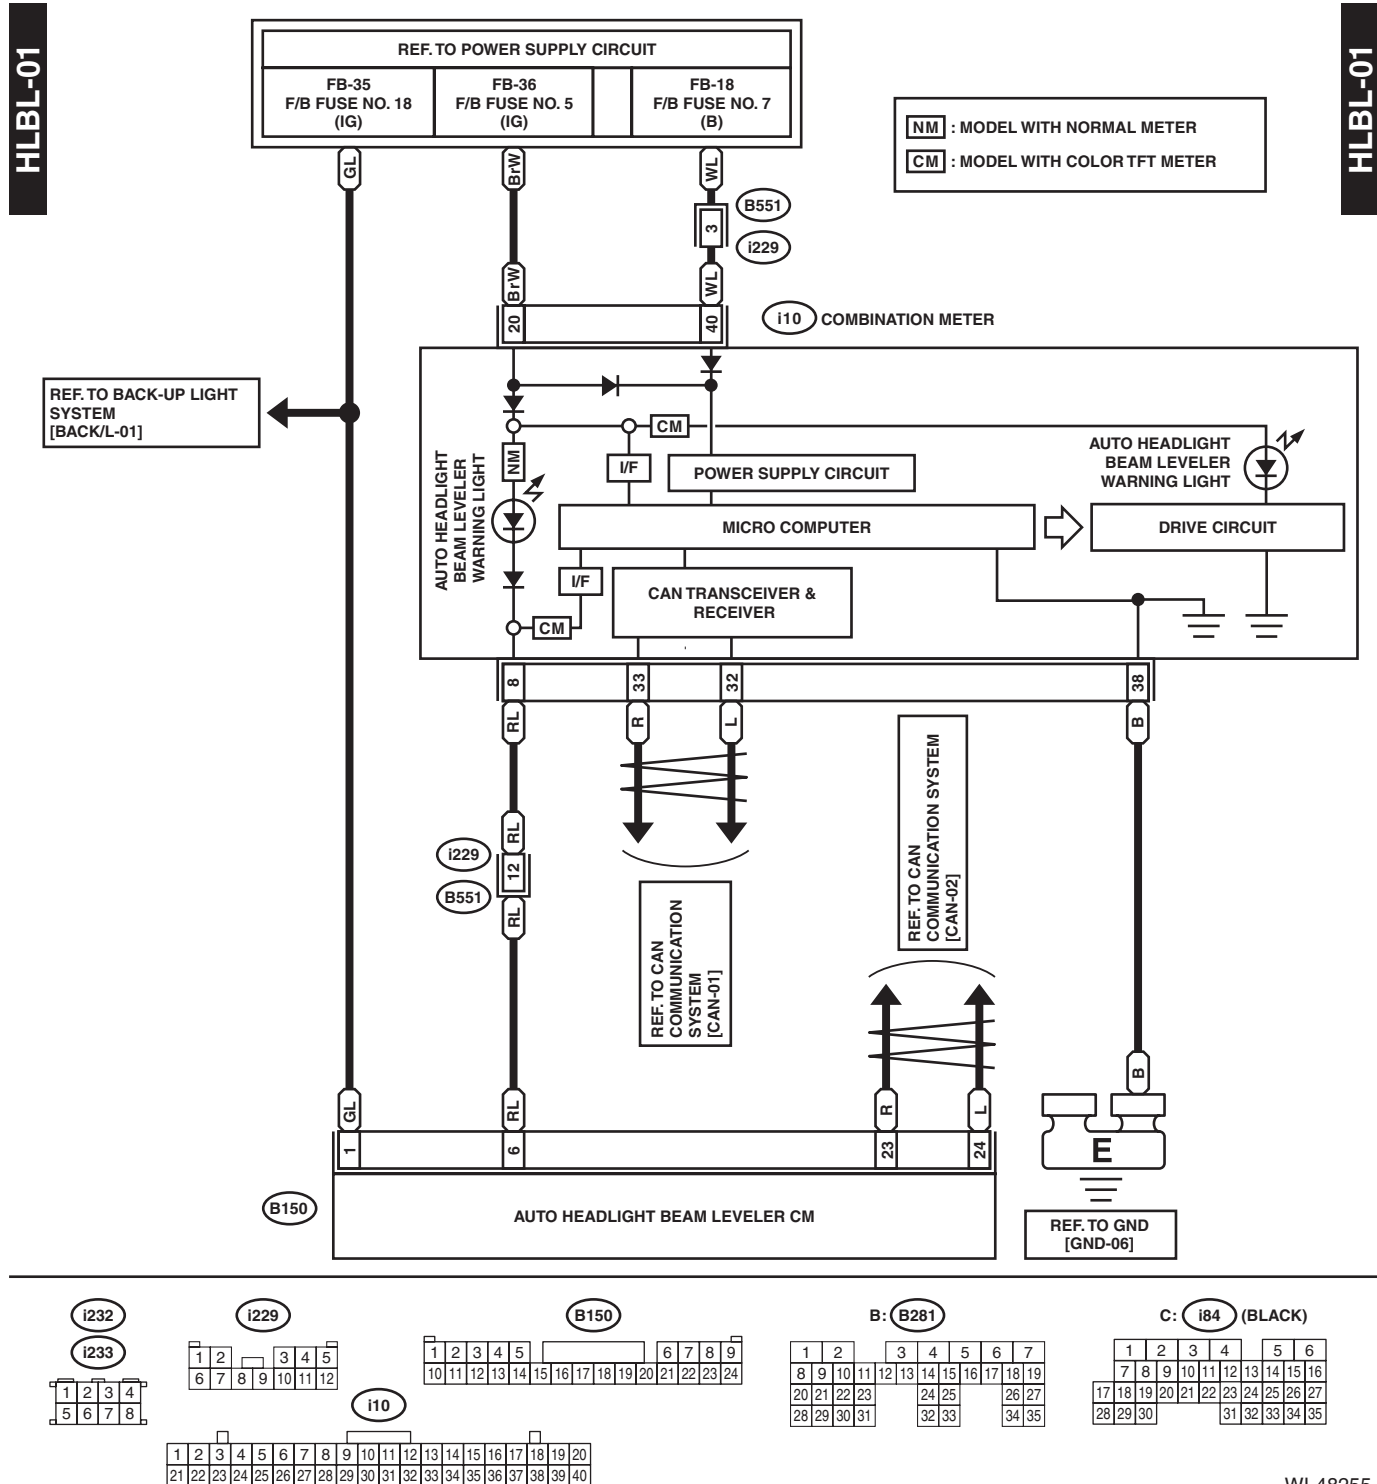 HLBL-01
HLBL-01
REF. TO POWER SUPPLY CIRCUIT
FB-35
F/B FUSE NO. 18
(IG)
FB-36
F/B FUSE NO. 5
(IG)
FB-18
F/B FUSE NO. 7
(B)
NM : MODEL WITH NORMAL METER
CM : MODEL WITH COLOR TFT METER
GL
BrW
WL
B551
3
i229
BrW
WL
20
40
i10 COMBINATION METER
REF. TO BACK-UP LIGHT
SYSTEM
[BACK/L-01]
CM
NM
I/F
POWER SUPPLY CIRCUIT
AUTO HEADLIGHT
BEAM LEVELER
WARNING LIGHT
AUTO HEADLIGHT
BEAM LEVELER
WARNING LIGHT
MICRO COMPUTER
DRIVE CIRCUIT
I/F
CAN TRANSCEIVER &
RECEIVER
CM
8
33
32
38
RL
R
L
B
REF. TO CAN
COMMUNICATION SYSTEM
[CAN-02]
RL
i229
12
B551
RL
REF. TO CAN
COMMUNICATION
SYSTEM
[CAN-01]
B
GL
RL
R
L
1
6
23
24
E
B150
AUTO HEADLIGHT BEAM LEVELER CM
REF. TO GND
[GND-06]
i232
i233
1 2 3 4
5 6 7 8
i229
1 2 3 4 5
6 7 8 9 10 11 12
B150
1 2 3 4 5 6 7 8 9
10 11 12 13 14 15 16 17 18 19 20 21 22 23 24
B: B281
1 2 3 4 5 6 7
8 9 10 11 12 13 14 15 16 17 18 19
20 21 22 23 24 25 26 27
28 29 30 31 32 33 34 35
C: i84 (BLACK)
1 2 3 4 5 6
7 8 9 10 11 12 13 14 15 16
17 18 19 20 21 22 23 24 25 26 27
28 29 30 31 32 33 34 35
i10
1 2 3 4 5 6 7 8 9 10 11 12 13 14 15 16 17 18 19 20
21 22 23 24 25 26 27 28 29 30 31 32 33 34 35 36 37 38 39 40
WI-48255